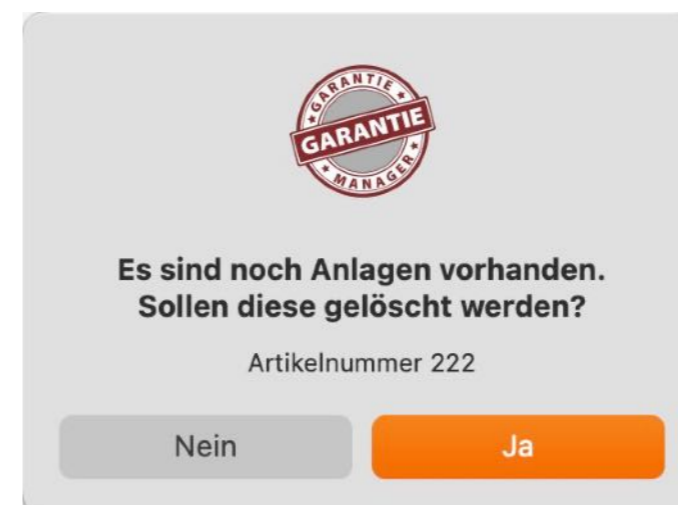 GARANTIE
GARANTIE
MANAGER
Es sind noch Anlagen vorhanden.
Sollen diese gelöscht werden?
Artikelnummer 222
Nein
Ja